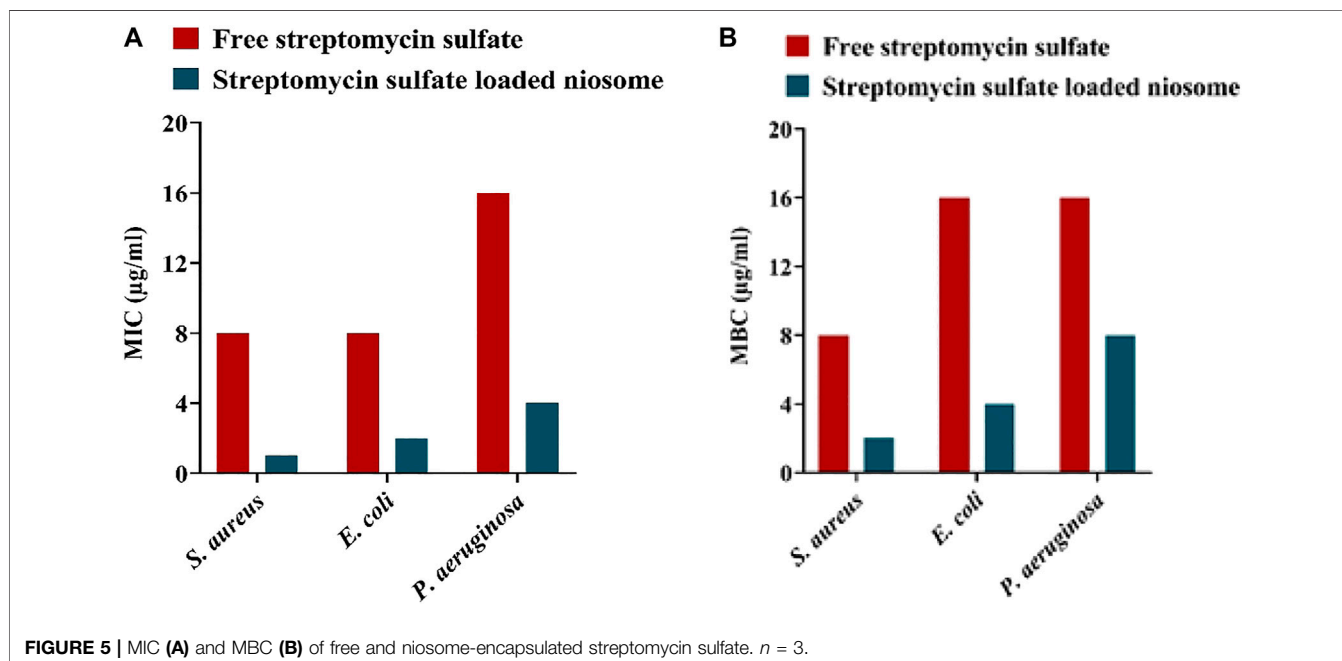 A
Free streptomycin sulfate
Streptomycin sulfate loaded niosome
20
16
12
8
4
0
MIC (µg/ml)
S. aureus
E. coli
P. aeruginosa
B
Free streptomycin sulfate
Streptomycin sulfate loaded niosome
20
16
12
8
4
0
MBC (µg/ml)
S. aureus
E. coli
P. aeruginosa
FIGURE 5 | MIC (A) and MBC (B) of free and niosome-encapsulated streptomycin sulfate. n = 3.